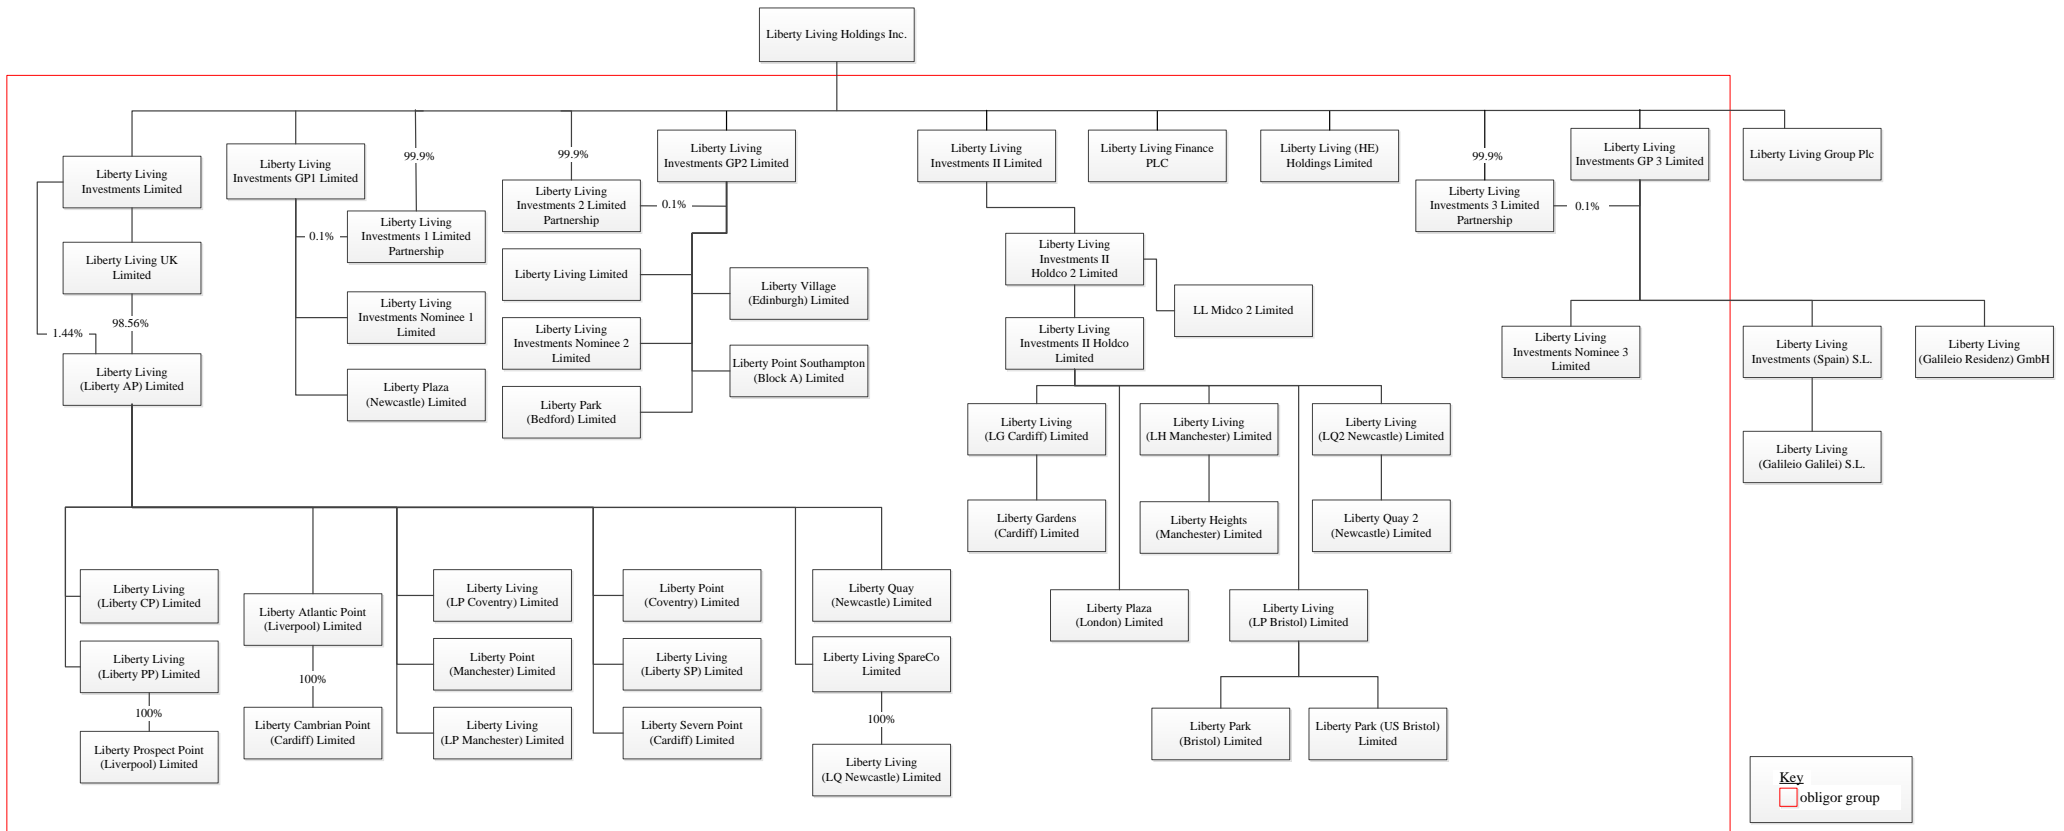 Liberty Living Holdings Inc.
Liberty Living
Investments Limited
Liberty Living
Investments GP1 Limited
99.9%
99.9%
Liberty Living
Investments GP2 Limited
Liberty Living
Investments II Limited
Liberty Living Finance
PLC
Liberty Living (HE)
Holdings Limited
99.9%
Liberty Living
Investments GP 3 Limited
Liberty Living Group Plc
Liberty Living
Investments 1 Limited
Partnership
0.1%
Liberty Living
Investments 2 Limited
Partnership
0.1%
Liberty Living
Investments 3 Limited
Partnership
0.1%
Liberty Living UK
Limited
98.56%
1.44%
Liberty Living
(Liberty AP) Limited
Liberty Living
Investments Nominee 1
Limited
Liberty Plaza
(Newcastle) Limited
Liberty Living Limited
Liberty Village
(Edinburgh) Limited
Liberty Living
Investments Nominee 2
Limited
Liberty Point Southampton
(Block A) Limited
Liberty Park
(Bedford) Limited
Liberty Living
Investments II
Holdco 2 Limited
LL Midco 2 Limited
Liberty Living
Investments II Holdco
Limited
Liberty Living
Investments Nominee 3
Limited
Liberty Living
Investments (Spain) S.L.
Liberty Living
(Galileio Residenz) GmbH
Liberty Living
(Galileio Galilei) S.L.
Liberty Living
(LG Cardiff) Limited
Liberty Living
(LH Manchester) Limited
Liberty Living
(LQ2 Newcastle) Limited
Liberty Gardens
(Cardiff) Limited
Liberty Heights
(Manchester) Limited
Liberty Quay 2
(Newcastle) Limited
Liberty Plaza
(London) Limited
Liberty Living
(LP Bristol) Limited
Liberty Park
(Bristol) Limited
Liberty Park (US Bristol)
Limited
Liberty Living
(Liberty CP) Limited
Liberty Atlantic Point
(Liverpool) Limited
Liberty Living
(LP Coventry) Limited
Liberty Point
(Coventry) Limited
Liberty Quay
(Newcastle) Limited
Liberty Living
(Liberty PP) Limited
100%
Liberty Point
(Manchester) Limited
Liberty Living
(Liberty SP) Limited
Liberty Living SpareCo
Limited
100%
100%
Liberty Prospect Point
(Liverpool) Limited
Liberty Cambrian Point
(Cardiff) Limited
Liberty Living
(LP Manchester) Limited
Liberty Severn Point
(Cardiff) Limited
Liberty Living
(LQ Newcastle) Limited
Key
obligor group